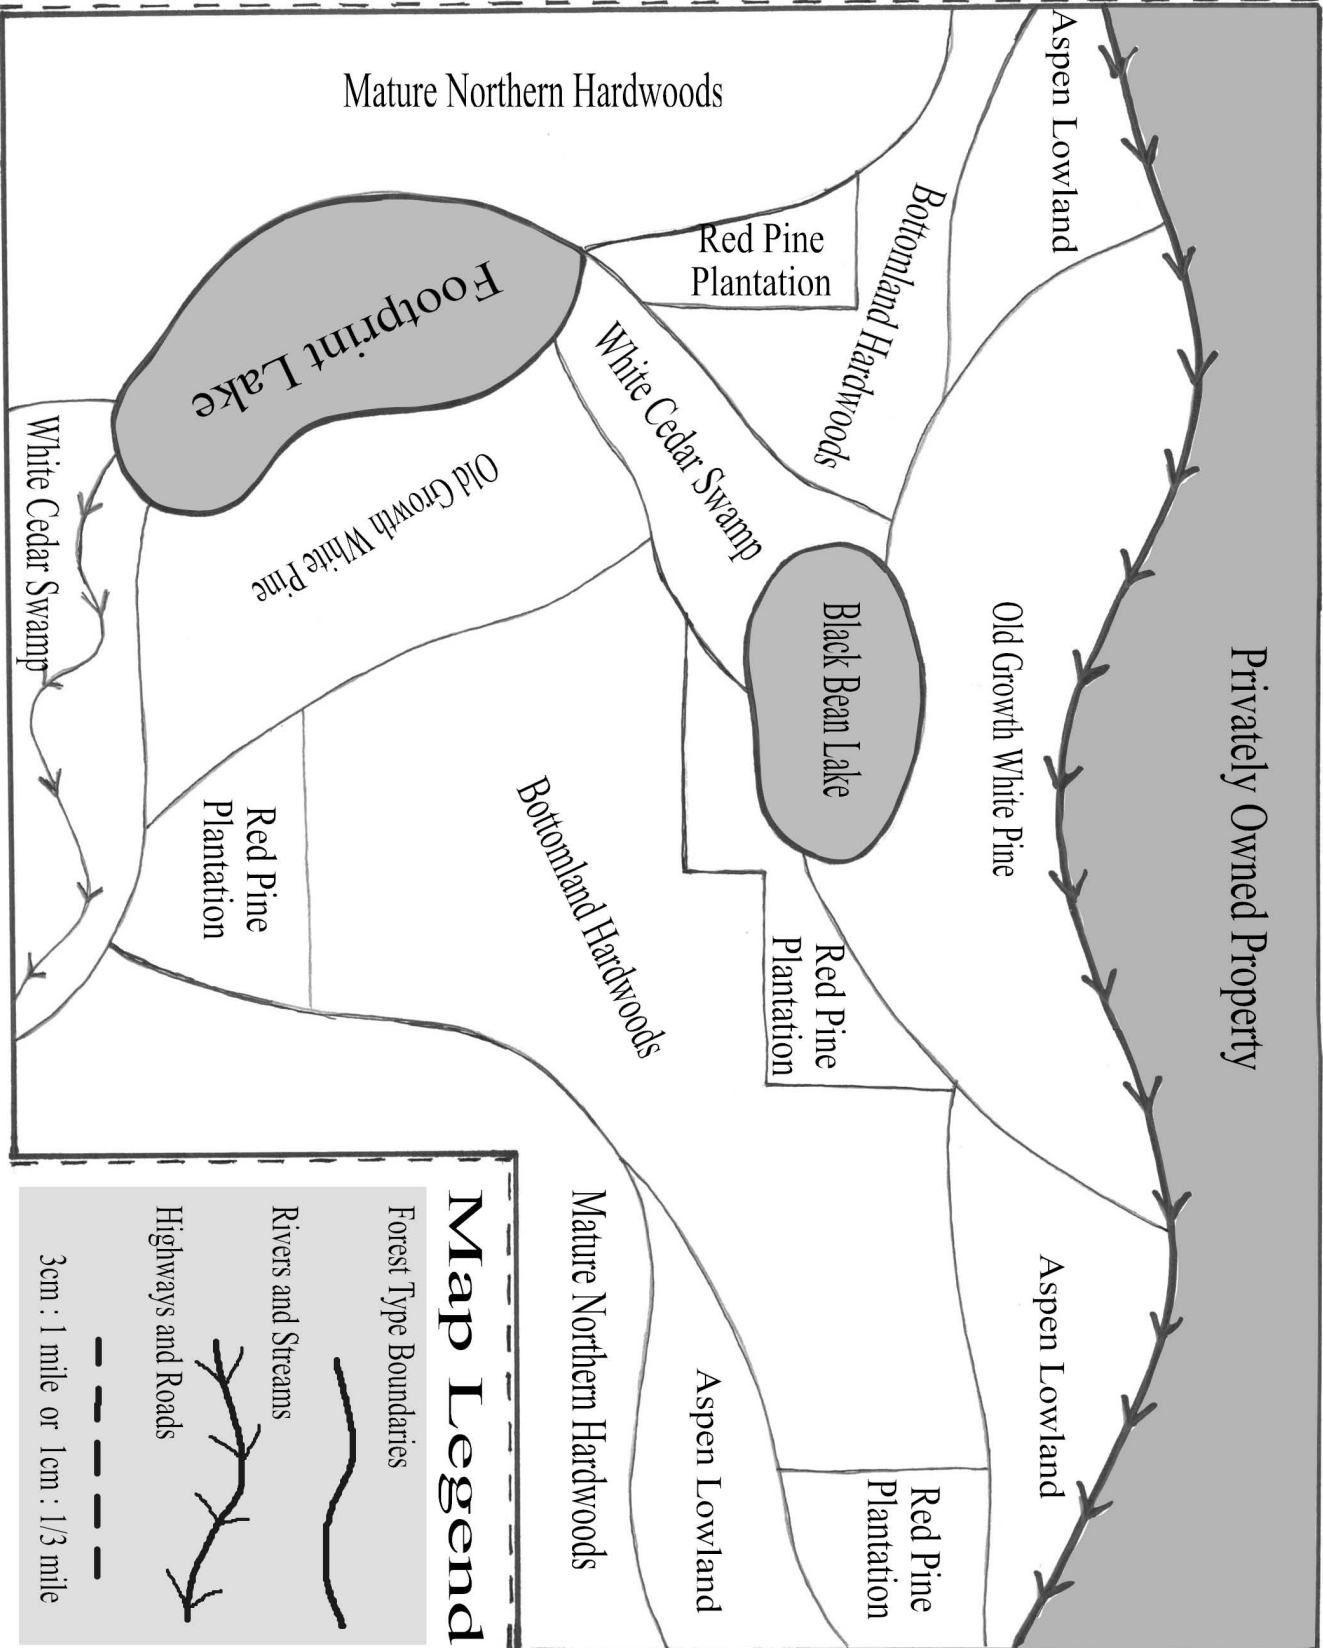 Privately Owned Property
Aspen Lowland
Old Growth White Pine
Aspen Lowland
Bottomland Hardwoods
Black Bean Lake
Red Pine
Plantation
Red Pine
Plantation
Red Pine
Plantation
Mature Northern Hardwoods
White Cedar Swamp
Bottomland Hardwoods
Aspen Lowland
Mature Northern Hardwoods
Footprint Lake
Old Growth White Pine
Red Pine
Plantation
White Cedar Swamp
Map Legend
Forest Type Boundaries
Rivers and Streams
Highways and Roads
3cm : 1 mile or 1cm : 1/3 mile